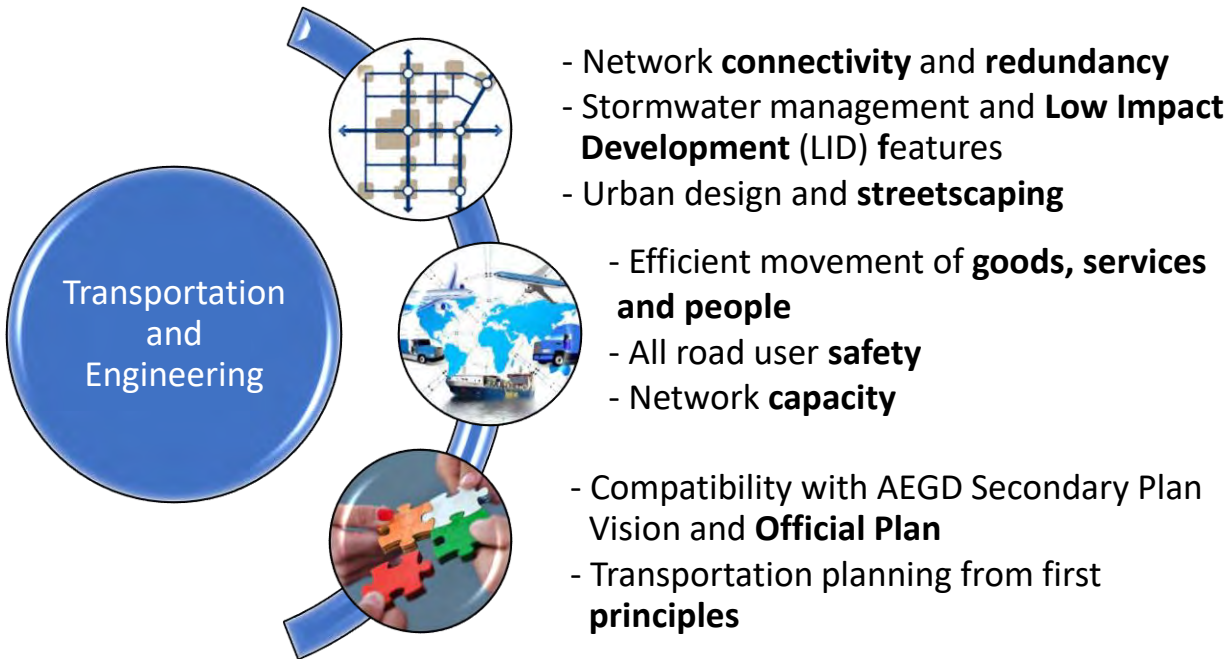 - Network connectivity and redundancy
- Stormwater management and Low Impact
Development (LID) features
- Urban design and streetscaping
Transportation
and
Engineering
- Efficient movement of goods, services
and people
- All road user safety
- Network capacity
- Compatibility with AEGD Secondary Plan
Vision and Official Plan
- Transportation planning from first
principles